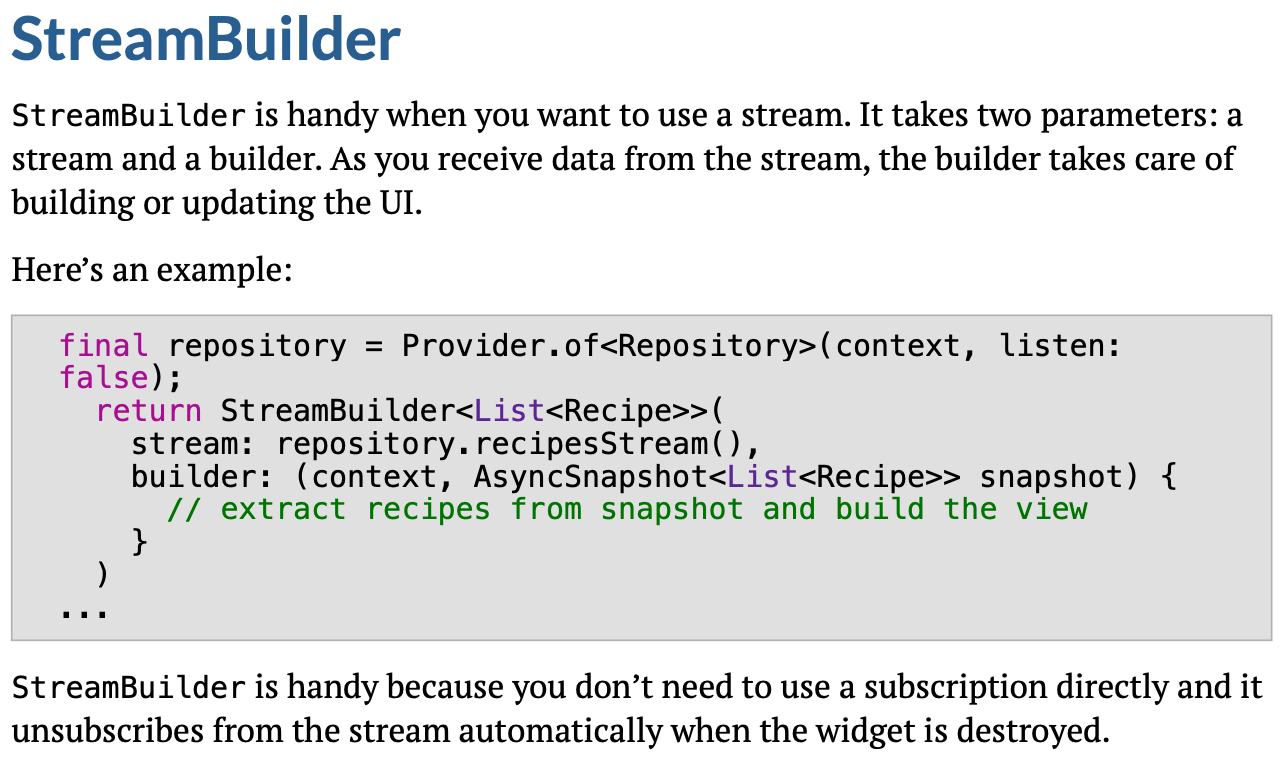 StreamBuilder
StreamBuilder is handy when you want to use a stream. It takes two parameters: a
stream and a builder. As you receive data from the stream, the builder takes care of
building or updating the UI.
Here’s an example:
final repository = Provider.of<Repository>(context, listen:
false);
  return StreamBuilder<List<Recipe>>(
    stream: repository.recipesStream(),
    builder: (context, AsyncSnapshot<List<Recipe>> snapshot) {
      // extract recipes from snapshot and build the view
    }
  )
...
StreamBuilder is handy because you don’t need to use a subscription directly and it
unsubscribes from the stream automatically when the widget is destroyed.